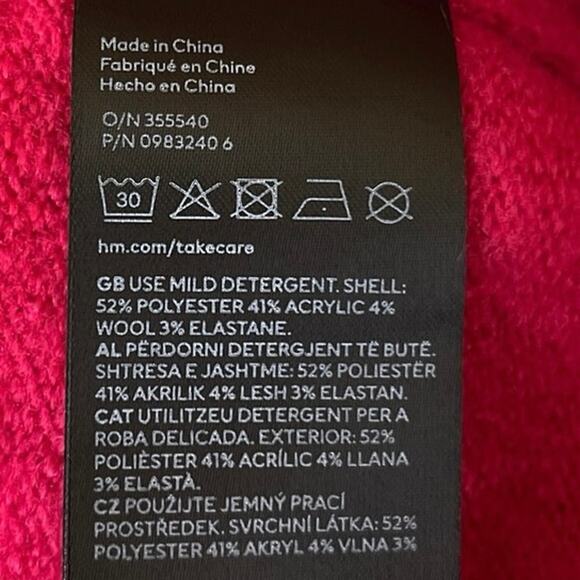 Made in China
Fabriqué en Chine
Hecho en China
O/N 355540
P/N 0983240 6
30
hm.com/takecare
GB USE MILD DETERGENT. SHELL:
52% POLYESTER 41% ACRYLIC 4%
WOOL 3% ELASTANE.
AL PËRDORNI DETERGJENT TË BUTË.
SHTRESA E JASHTME: 52% POLIESTËR
41% AKRILIK 4% LESH 3% ELASTAN.
CAT UTILITZEU DETERGENT PER A
ROBA DELICADA. EXTERIOR: 52%
POLIÈSTER 41% ACRÍLIC 4% LLANA
3% ELASTÀ.
CZ POUŽIJTE JEMNÝ PRACÍ
PROSTŘEDEK. SVRCHNÍ LÁTKA: 52%
POLYESTER 41% AKRYL 4% VLNA 3%